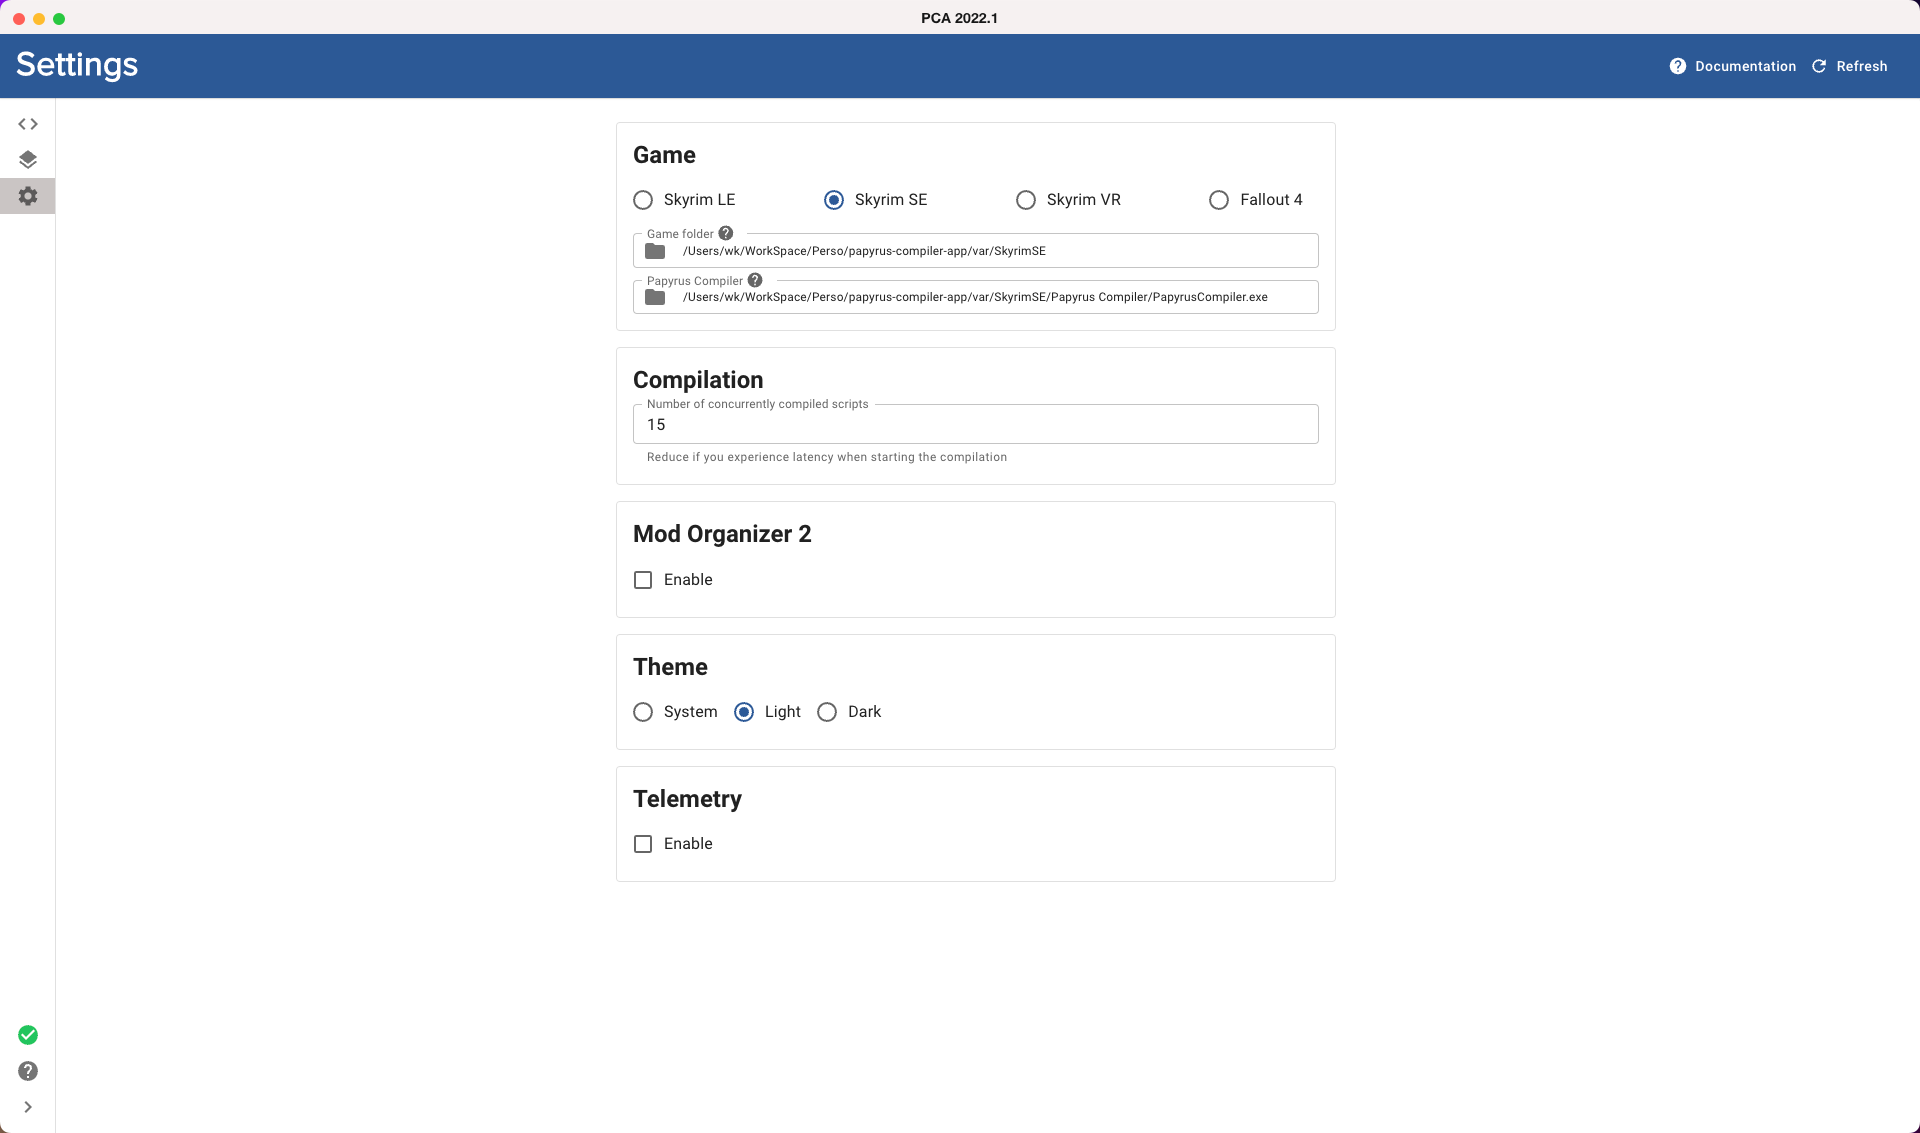 PCA 2022.1
Settings
Documentation
Refresh
Game
Skyrim LE
Skyrim SE
Skyrim VR
Fallout 4
Game folder
/Users/wk/WorkSpace/Perso/papyrus-compiler-app/var/SkyrimSE
Papyrus Compiler
/Users/wk/WorkSpace/Perso/papyrus-compiler-app/var/SkyrimSE/Papyrus Compiler/PapyrusCompiler.exe
Compilation
Number of concurrently compiled scripts
15
Reduce if you experience latency when starting the compilation
Mod Organizer 2
Enable
Theme
System
Light
Dark
Telemetry
Enable